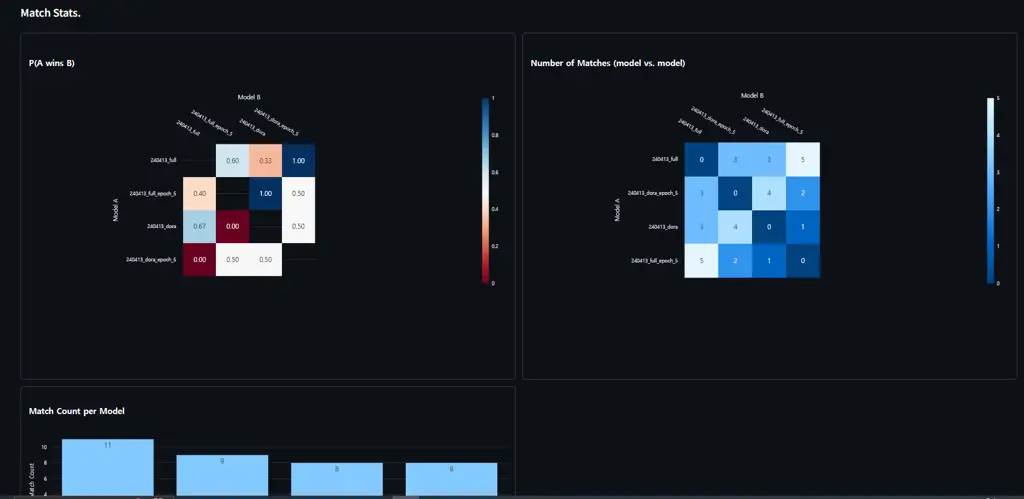 Match Stats.
P(A wins B)
Model B
240413_full
240413_full_epoch_5
240413_dora
240413_dora_epoch_5
1
0.8
0.6
0.4
0.2
0
Model A
240413_full 0.60 0.33 1.00
240413_full_epoch_5 0.40 1.00 0.50
240413_dora 0.67 0.00 0.50
240413_dora_epoch_5 0.00 0.50 0.50
Number of Matches (model vs. model)
Model B
240413_full
240413_dora_epoch_5
240413_dora
240413_full_epoch_5
5
4
3
2
1
0
Model A
240413_full 0 3 3 5
240413_dora_epoch_5 3 0 4 2
240413_dora 3 4 0 1
240413_full_epoch_5 5 2 1 0
Match Count per Model
Match Count
10
8
6
4
11
9
8